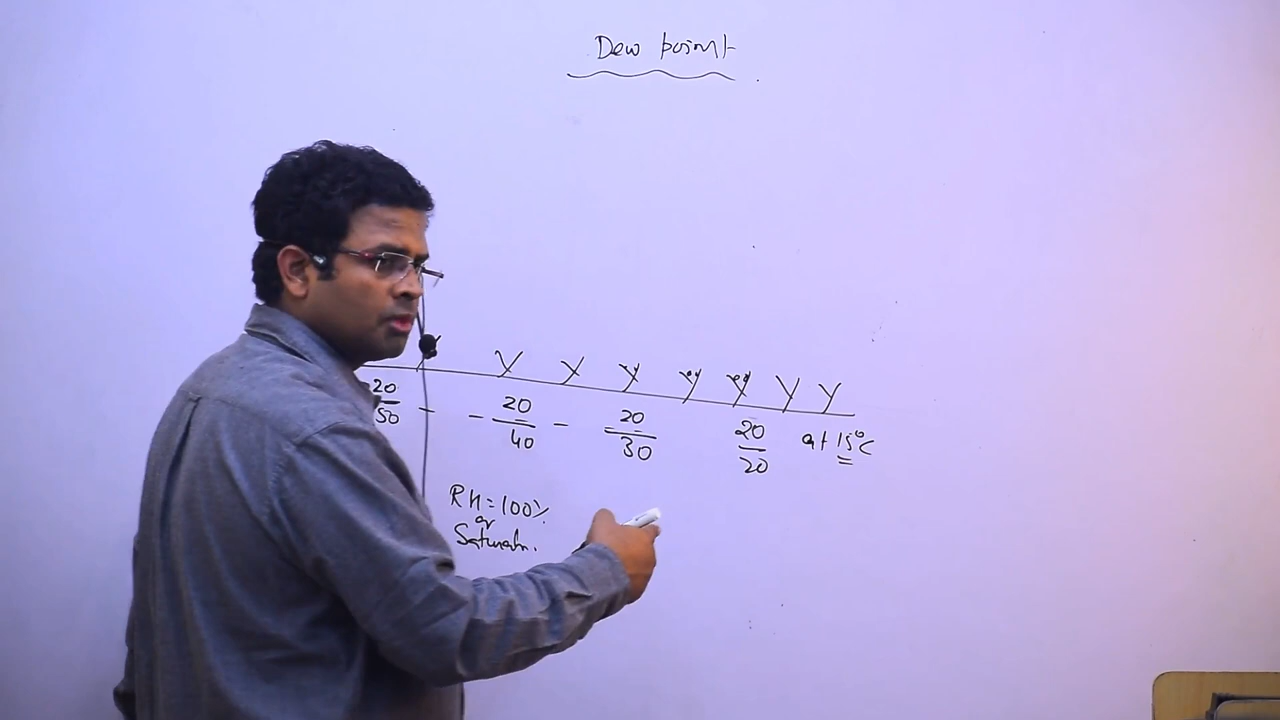 Dew point
20/50 - - 20/40 - 20/30 20/20 at 15°C
RH = 100%
or
Saturatn.